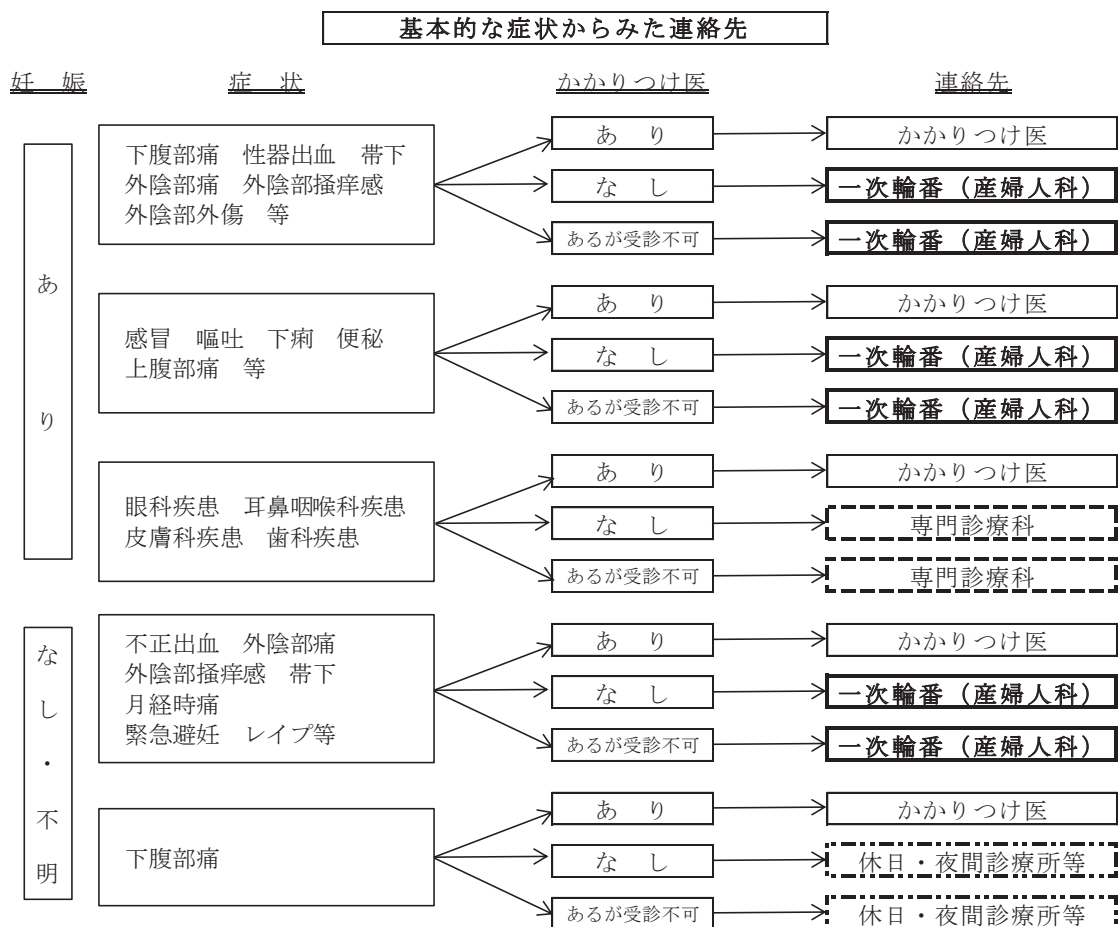 基本的な症状からみた連絡先
妊　娠　症　状　かかりつけ医　連絡先
あり
下腹部痛　性器出血　帯下
外陰部痛　外陰部掻痒感
外陰部外傷　等
あ　り　かかりつけ医
な　し　一次輪番（産婦人科）
あるが受診不可　一次輪番（産婦人科）
感冒　嘔吐　下痢　便秘
上腹部痛　等
あ　り　かかりつけ医
な　し　一次輪番（産婦人科）
あるが受診不可　一次輪番（産婦人科）
眼科疾患　耳鼻咽喉科疾患
皮膚科疾患　歯科疾患
あ　り　かかりつけ医
な　し　専門診療科
あるが受診不可　専門診療科
なし・不明
不正出血　外陰部痛
外陰部掻痒感　帯下
月経時痛
緊急避妊　レイプ等
あ　り　かかりつけ医
な　し　一次輪番（産婦人科）
あるが受診不可　一次輪番（産婦人科）
下腹部痛
あ　り　かかりつけ医
な　し　休日・夜間診療所等
あるが受診不可　休日・夜間診療所等